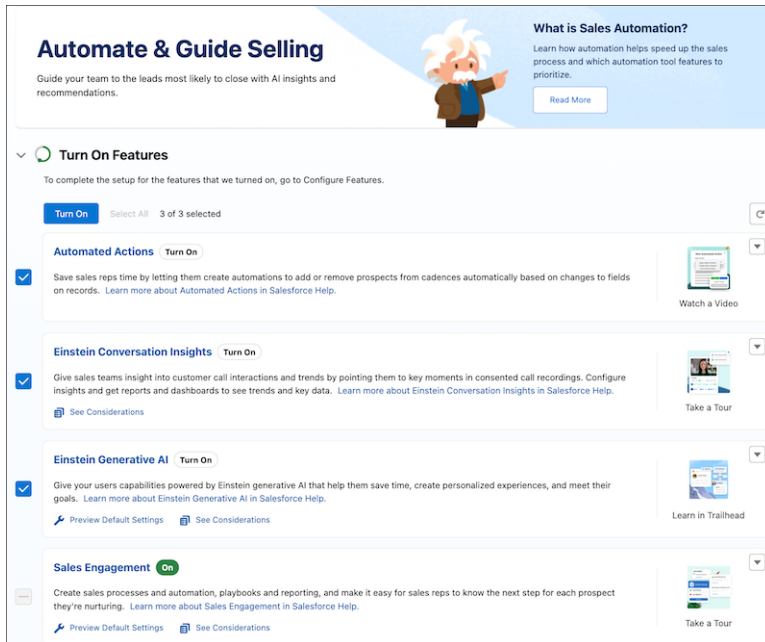 Automate & Guide Selling
Guide your team to the leads most likely to close with AI insights and
recommendations.
What is Sales Automation?
Learn how automation helps speed up the sales
process and which automation tool features to
prioritize.
Read More
Turn On Features
To complete the setup for the features that we turned on, go to Configure Features.
Turn On Select All 3 of 3 selected
Automated Actions Turn On
Save sales reps time by letting them create automations to add or remove prospects from cadences automatically based on changes to fields
on records. Learn more about Automated Actions in Salesforce Help.
Watch a Video
Einstein Conversation Insights Turn On
Give sales teams insight into customer call interactions and trends by pointing them to key moments in consented call recordings. Configure
insights and get reports and dashboards to see trends and key data. Learn more about Einstein Conversation Insights in Salesforce Help.
See Considerations
Take a Tour
Einstein Generative AI Turn On
Give your users capabilities powered by Einstein generative AI that help them save time, create personalized experiences, and meet their
goals. Learn more about Einstein Generative AI in Salesforce Help.
Preview Default Settings See Considerations
Learn in Trailhead
Sales Engagement On
Create sales processes and automation, playbooks and reporting, and make it easy for sales reps to know the next step for each prospect
they're nurturing. Learn more about Sales Engagement in Salesforce Help.
Preview Default Settings See Considerations
Take a Tour